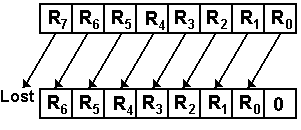 R7 R6 R5 R4 R3 R2 R1 R0
Lost
R6 R5 R4 R3 R2 R1 R0 0